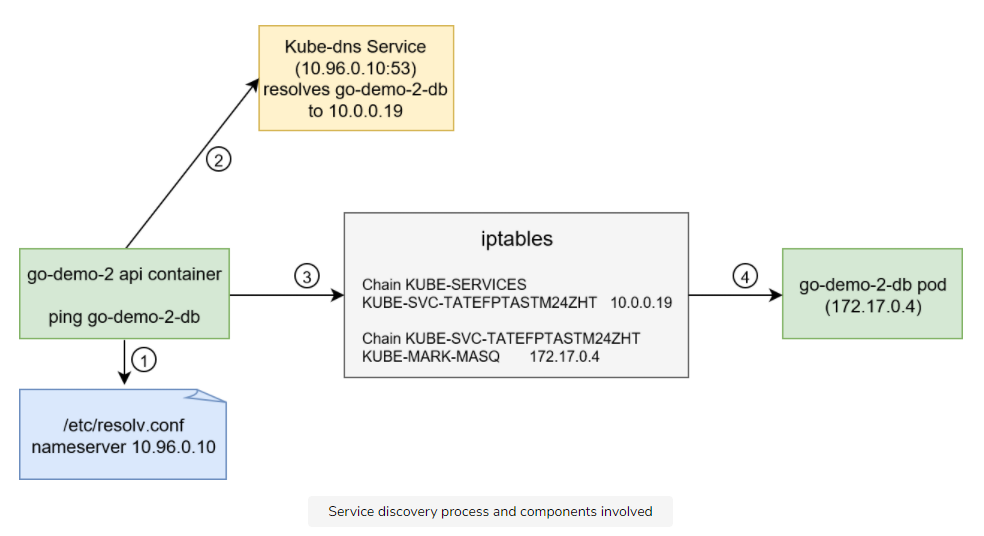 Kube-dns Service
(10.96.0.10:53)
resolves go-demo-2-db
to 10.0.0.19
2
go-demo-2 api container
ping go-demo-2-db
3
iptables
Chain KUBE-SERVICES
KUBE-SVC-TATEFPTASTM24ZHT 10.0.0.19
Chain KUBE-SVC-TATEFPTASTM24ZHT
KUBE-MARK-MASQ 172.17.0.4
4
go-demo-2-db pod
(172.17.0.4)
1
/etc/resolv.conf
nameserver 10.96.0.10
Service discovery process and components involved